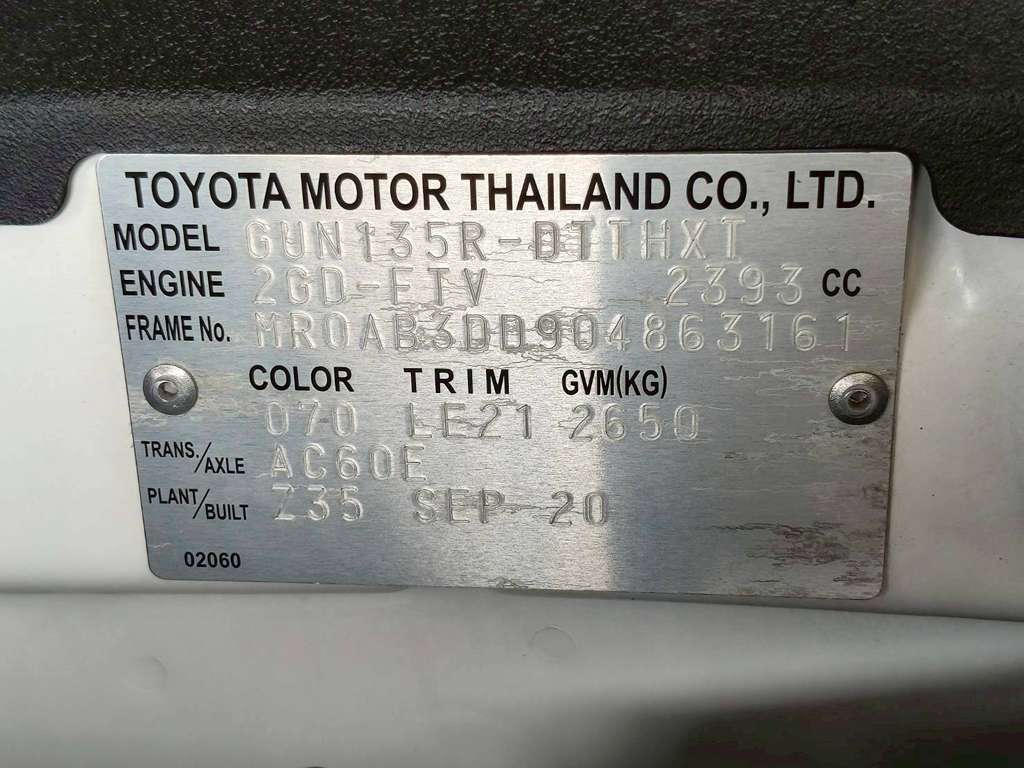 TOYOTA MOTOR THAILAND CO., LTD.
MODEL GUN135R-DTTHXT
ENGINE 2GD-FTV 2393 CC
FRAME No. MR0AB3DD904863161
COLOR TRIM GVM(KG)
070 LE21 2650
TRANS./AXLE AC60E
PLANT/BUILT Z35 SEP 20
02060